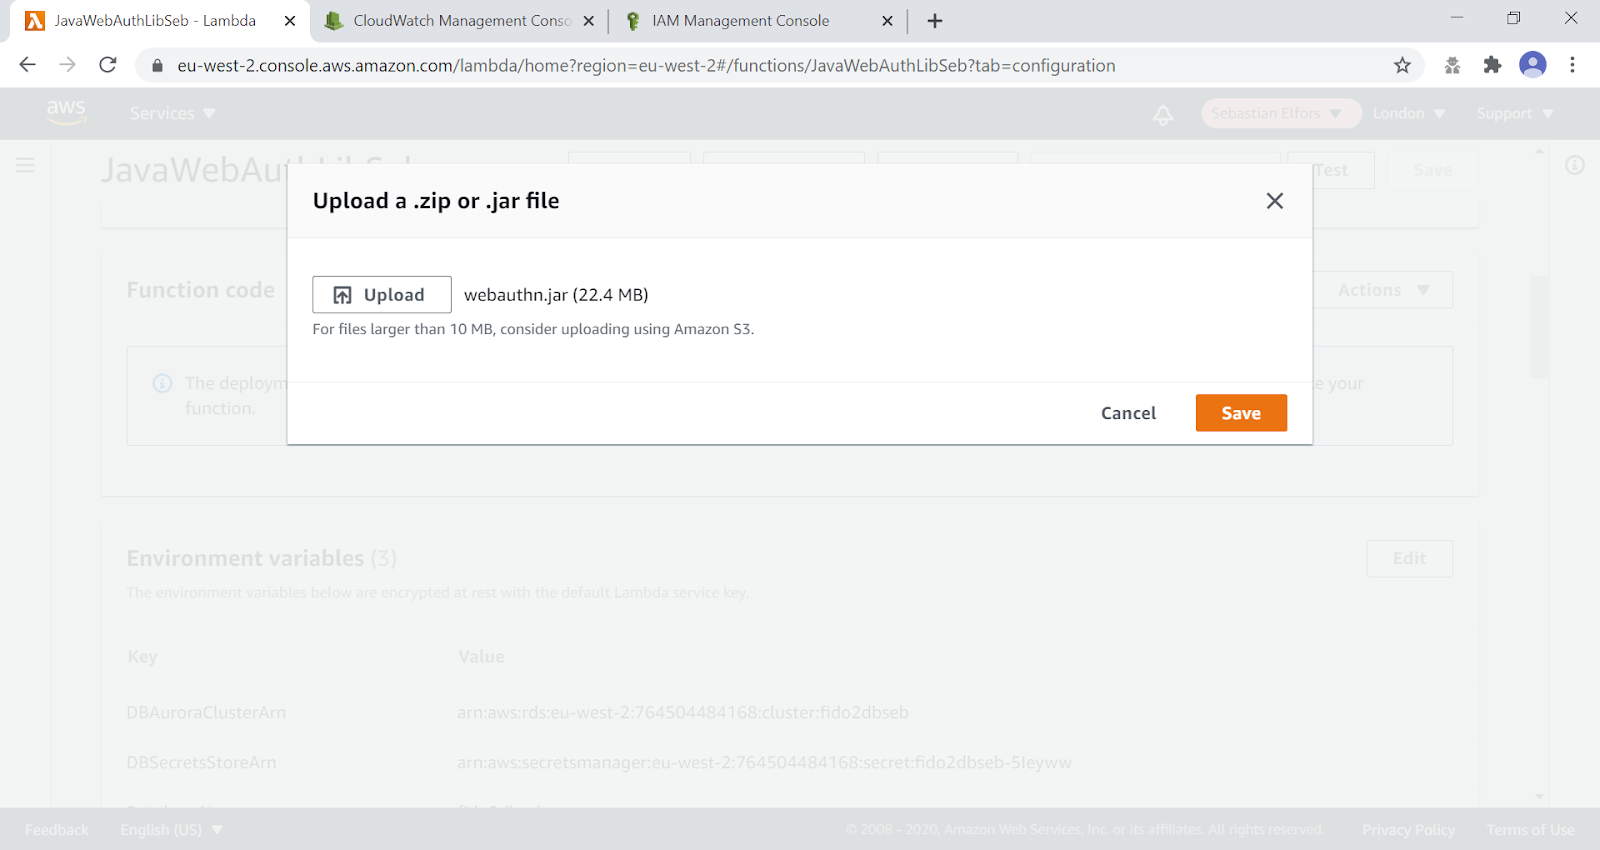 JavaWebAuthLibSeb - Lambda
CloudWatch Management Conso
IAM Management Console
eu-west-2.console.aws.amazon.com/lambda/home?region=eu-west-2#/functions/JavaWebAuthLibSeb?tab=configuration
aws
Services
Sebastian Elfors
London
Support
Test
Save
Upload a .zip or .jar file
Upload
webauthn.jar (22.4 MB)
For files larger than 10 MB, consider uploading using Amazon S3.
Cancel
Save
Function code
Actions
The deploym
e your
function.
Environment variables (3)
Edit
The environment variables below are encrypted at rest with the default Lambda service key.
Key
Value
DBAuroraClusterArn
arn:aws:rds:eu-west-2:764504484168:cluster:fido2dbseb
DBSecretsStoreArn
arn:aws:secretsmanager:eu-west-2:764504484168:secret:fido2dbseb-5Ieyww
Feedback
English (US)
© 2008 - 2020, Amazon Web Services, Inc. or its affiliates. All rights reserved.
Privacy Policy
Terms of Use